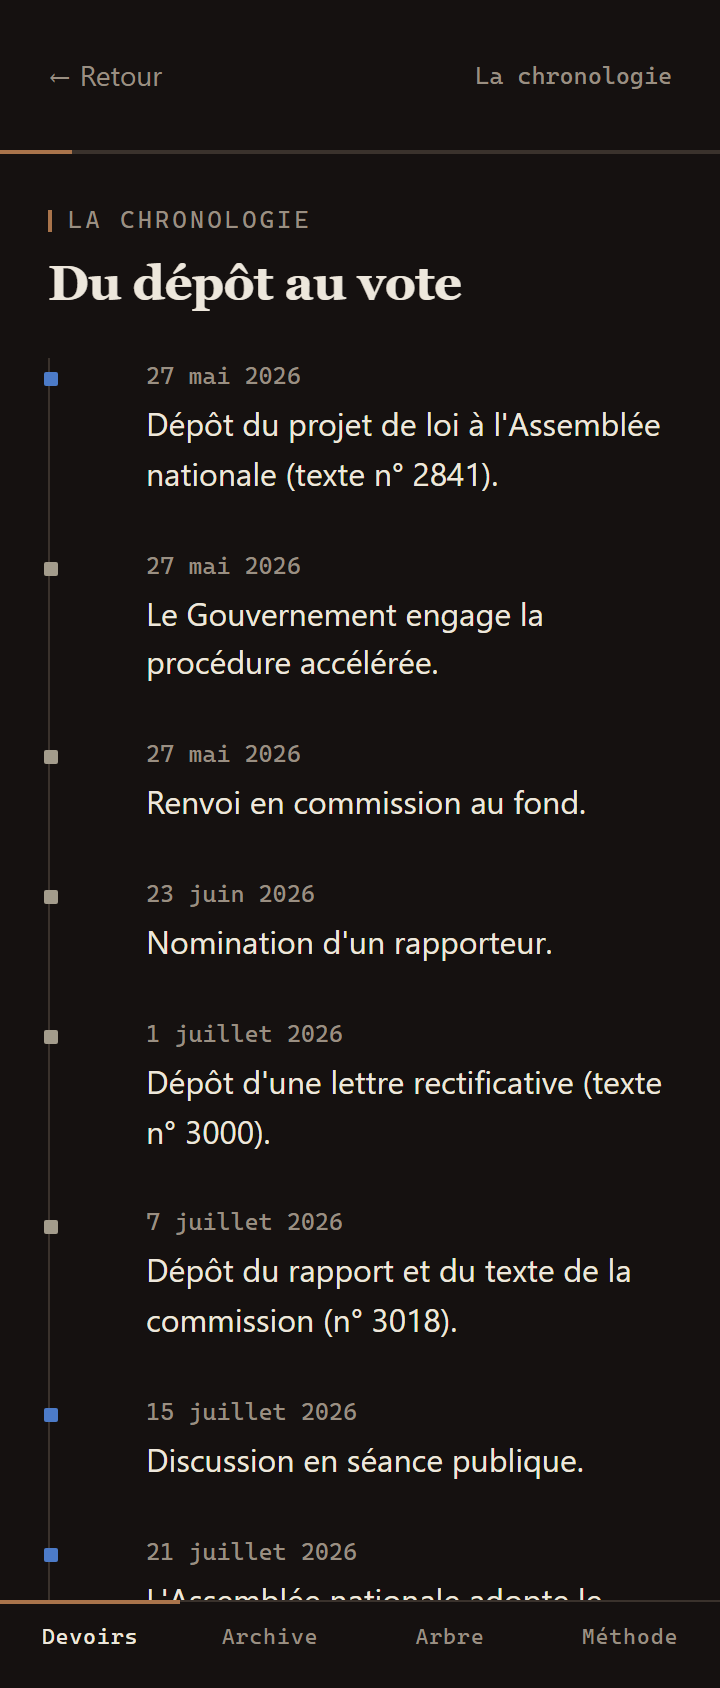 ← Retour
La chronologie
LA CHRONOLOGIE
Du dépôt au vote
27 mai 2026
Dépôt du projet de loi à l'Assemblée
nationale (texte n° 2841).
27 mai 2026
Le Gouvernement engage la
procédure accélérée.
27 mai 2026
Renvoi en commission au fond.
23 juin 2026
Nomination d'un rapporteur.
1 juillet 2026
Dépôt d'une lettre rectificative (texte
n° 3000).
7 juillet 2026
Dépôt du rapport et du texte de la
commission (n° 3018).
15 juillet 2026
Discussion en séance publique.
21 juillet 2026
L'Assemblée nationale adopte le
Devoirs
Archive
Arbre
Méthode